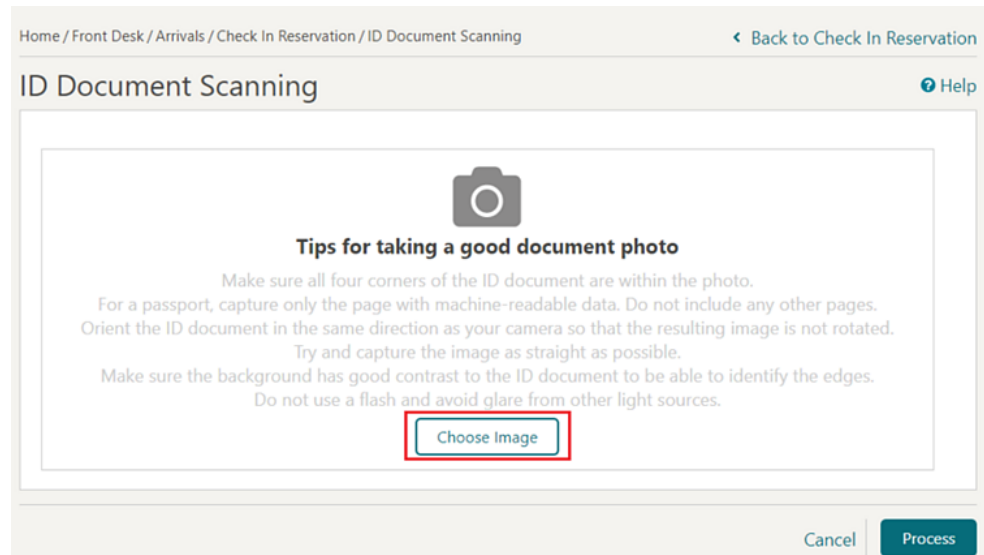 Home / Front Desk / Arrivals / Check In Reservation / ID Document Scanning
Back to Check In Reservation
ID Document Scanning
Help
Tips for taking a good document photo
Make sure all four corners of the ID document are within the photo.
For a passport, capture only the page with machine-readable data. Do not include any other pages.
Orient the ID document in the same direction as your camera so that the resulting image is not rotated.
Try and capture the image as straight as possible.
Make sure the background has good contrast to the ID document to be able to identify the edges.
Do not use a flash and avoid glare from other light sources.
Choose Image
Cancel
Process